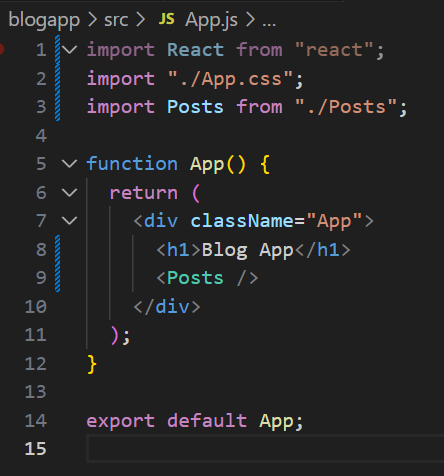 blogapp > src > JS App.js > ...
1 import React from "react";
2 import "./App.css";
3 import Posts from "./Posts";
4
5 function App() {
6 return (
7 <div className="App">
8 <h1>Blog App</h1>
9 <Posts />
10 </div>
11 );
12 }
13
14 export default App;
15